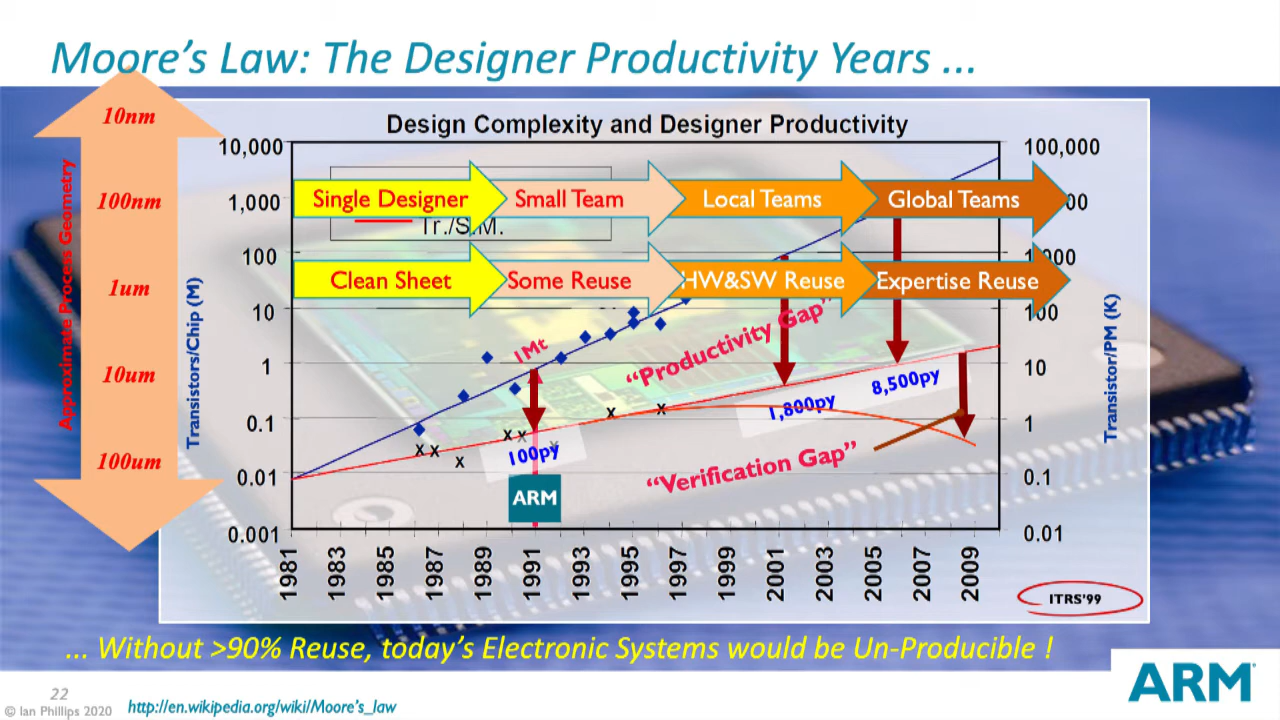 Moore's Law: The Designer Productivity Years ...
10nm
100nm
1um
10um
100um
Approximate Process Geometry
Design Complexity and Designer Productivity
10,000
1,000
100
10
1
0.1
0.01
0.001
Transistors/Chip (M)
100,000
00
000
100
10
1
0.1
0.01
Transistor/PM (K)
Single Designer
Small Team
Local Teams
Global Teams
Tr./S.M.
Clean Sheet
Some Reuse
HW&SW Reuse
Expertise Reuse
1Mt
"Productivity Gap"
100py
1,800py
8,500py
"Verification Gap"
ARM
x x x x x x x x
1981 1983 1985 1987 1989 1991 1993 1995 1997 1999 2001 2003 2005 2007 2009
ITRS'99
... Without >90% Reuse, today's Electronic Systems would be Un-Producible !
ARM
22
© Ian Phillips 2020
http://en.wikipedia.org/wiki/Moore's_law